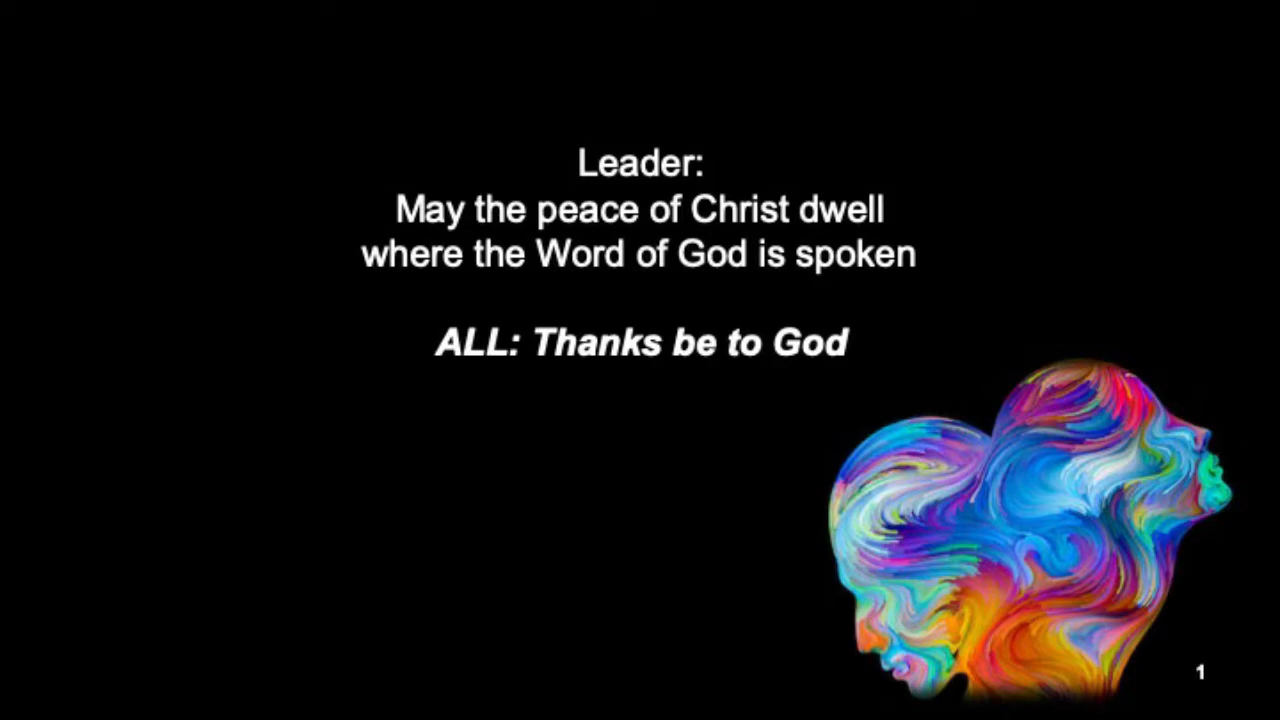 Leader:
May the peace of Christ dwell
where the Word of God is spoken
ALL: Thanks be to God
1